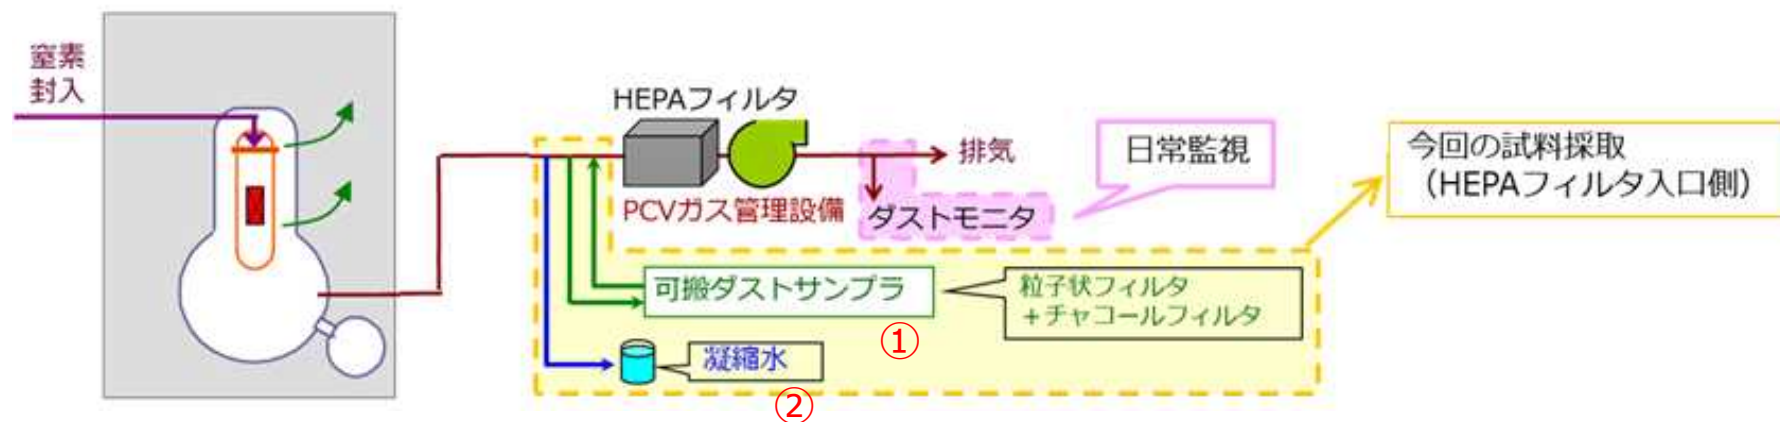 窒素
封入
HEPAフィルタ
排気
PCVガス管理設備
ダストモニタ
日常監視
今回の試料採取
（HEPAフィルタ入口側）
可搬ダストサンプラ
粒子状フィルタ
＋チャコールフィルタ
①
凝縮水
②